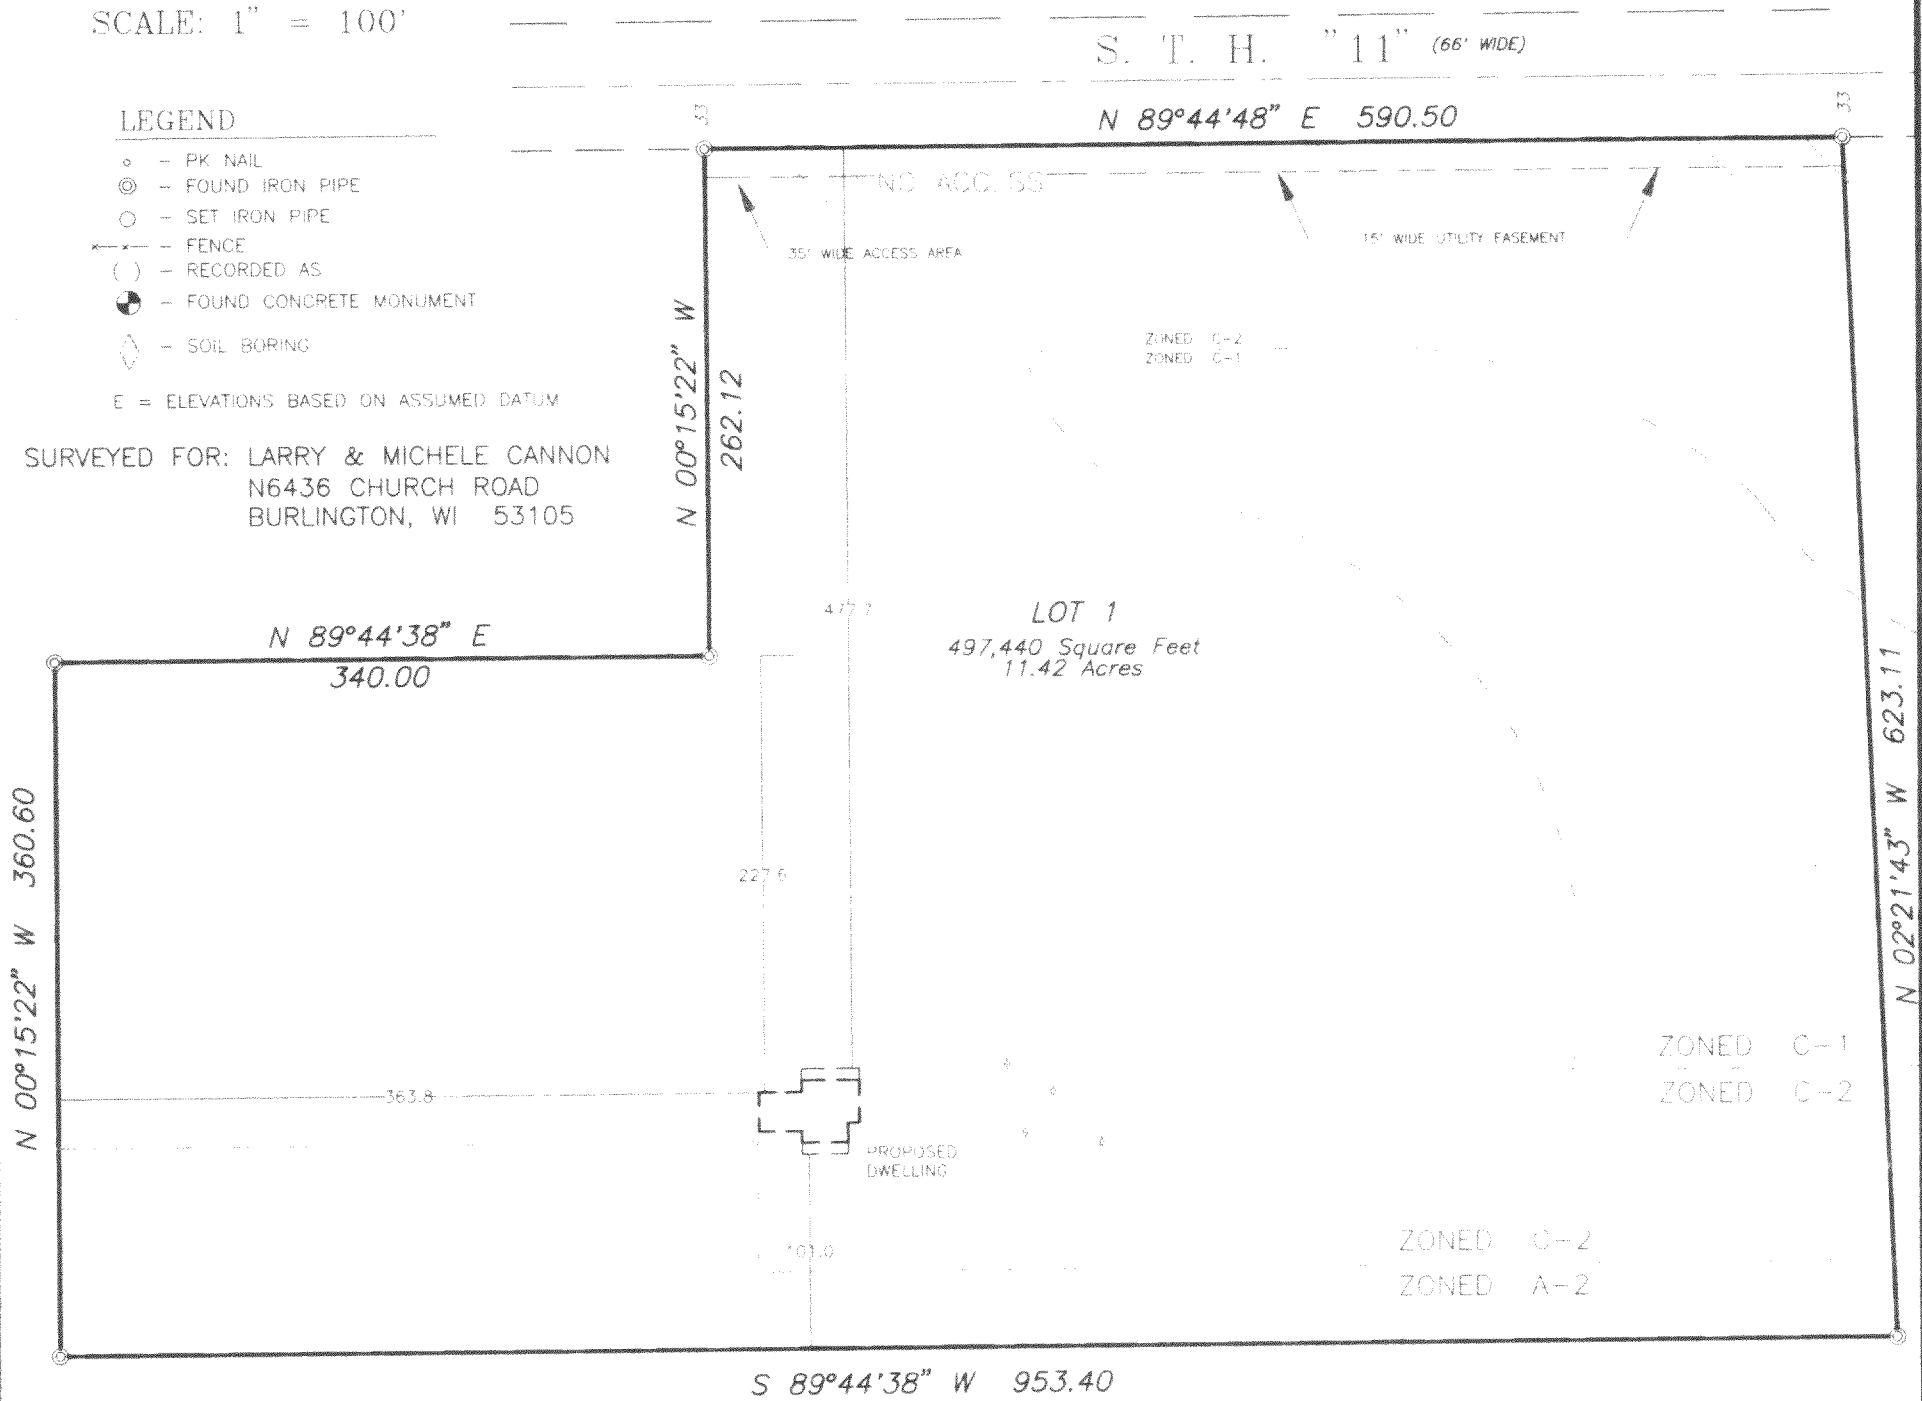 SCALE: 1" = 100'
S. T. H. "11" (66' WIDE)
LEGEND
33
N 89°44'48" E 590.50
33
- PK NAIL
- FOUND IRON PIPE
- SET IRON PIPE
- FENCE
( ) - RECORDED AS
- FOUND CONCRETE MONUMENT
- SOIL BORING
E = ELEVATIONS BASED ON ASSUMED DATUM
NO ACC SS
35' WIDE ACCESS AREA
15' WIDE UTILITY EASEMENT
ZONED C-2
ZONED C-1
N 00°15'22" W
262.12
SURVEYED FOR: LARRY & MICHELE CANNON
N6436 CHURCH ROAD
BURLINGTON, WI 53105
477.7
LOT 1
497,440 Square Feet
11.42 Acres
N 89°44'38" E
340.00
N 02°21'43" W 623.11
N 00°15'22" W 360.60
227.6
363.8
PROPOSED
DWELLING
ZONED C-1
ZONED C-2
101.0
ZONED C-2
ZONED A-2
S 89°44'38" W 953.40